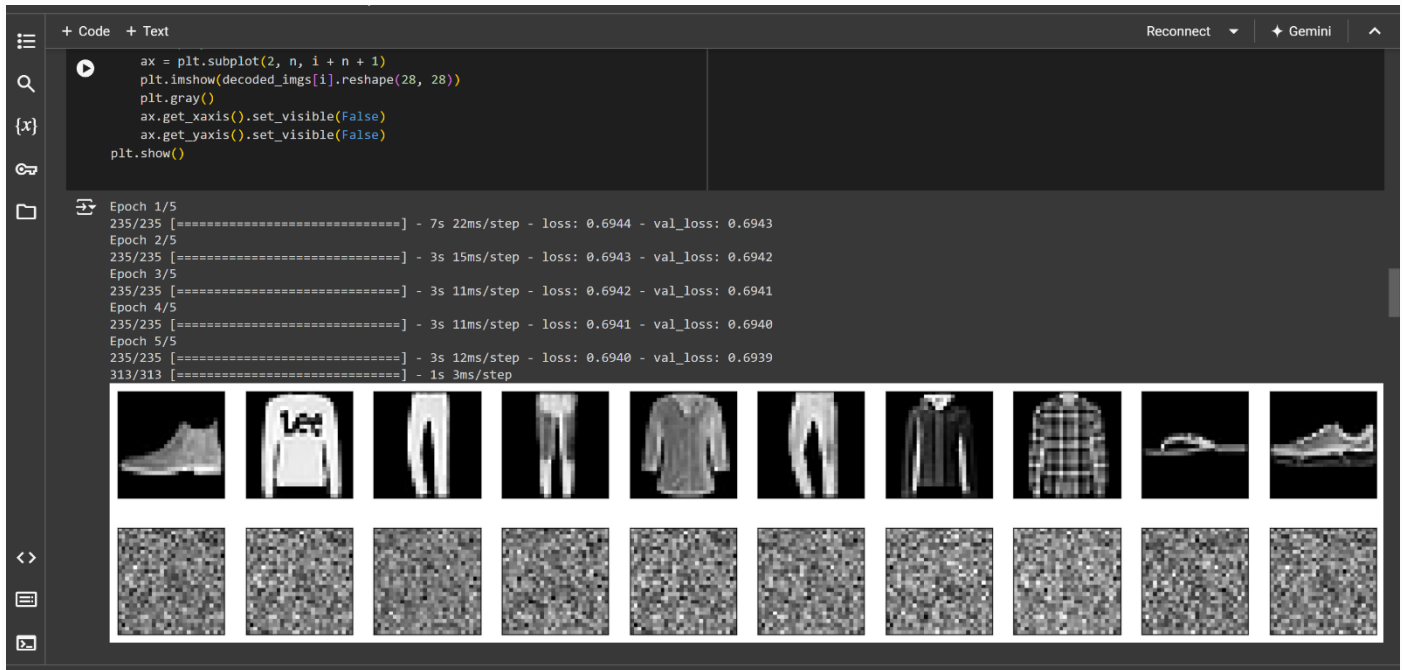 + Code + Text
Reconnect Gemini
{x}
ax = plt.subplot(2, n, i + n + 1)
plt.imshow(decoded_imgs[i].reshape(28, 28))
plt.gray()
ax.get_xaxis().set_visible(False)
ax.get_yaxis().set_visible(False)
plt.show()
Epoch 1/5
235/235 [==============================] - 7s 22ms/step - loss: 0.6944 - val_loss: 0.6943
Epoch 2/5
235/235 [==============================] - 3s 15ms/step - loss: 0.6943 - val_loss: 0.6942
Epoch 3/5
235/235 [==============================] - 3s 11ms/step - loss: 0.6942 - val_loss: 0.6941
Epoch 4/5
235/235 [==============================] - 3s 11ms/step - loss: 0.6941 - val_loss: 0.6940
Epoch 5/5
235/235 [==============================] - 3s 12ms/step - loss: 0.6940 - val_loss: 0.6939
313/313 [==============================] - 1s 3ms/step
Lee